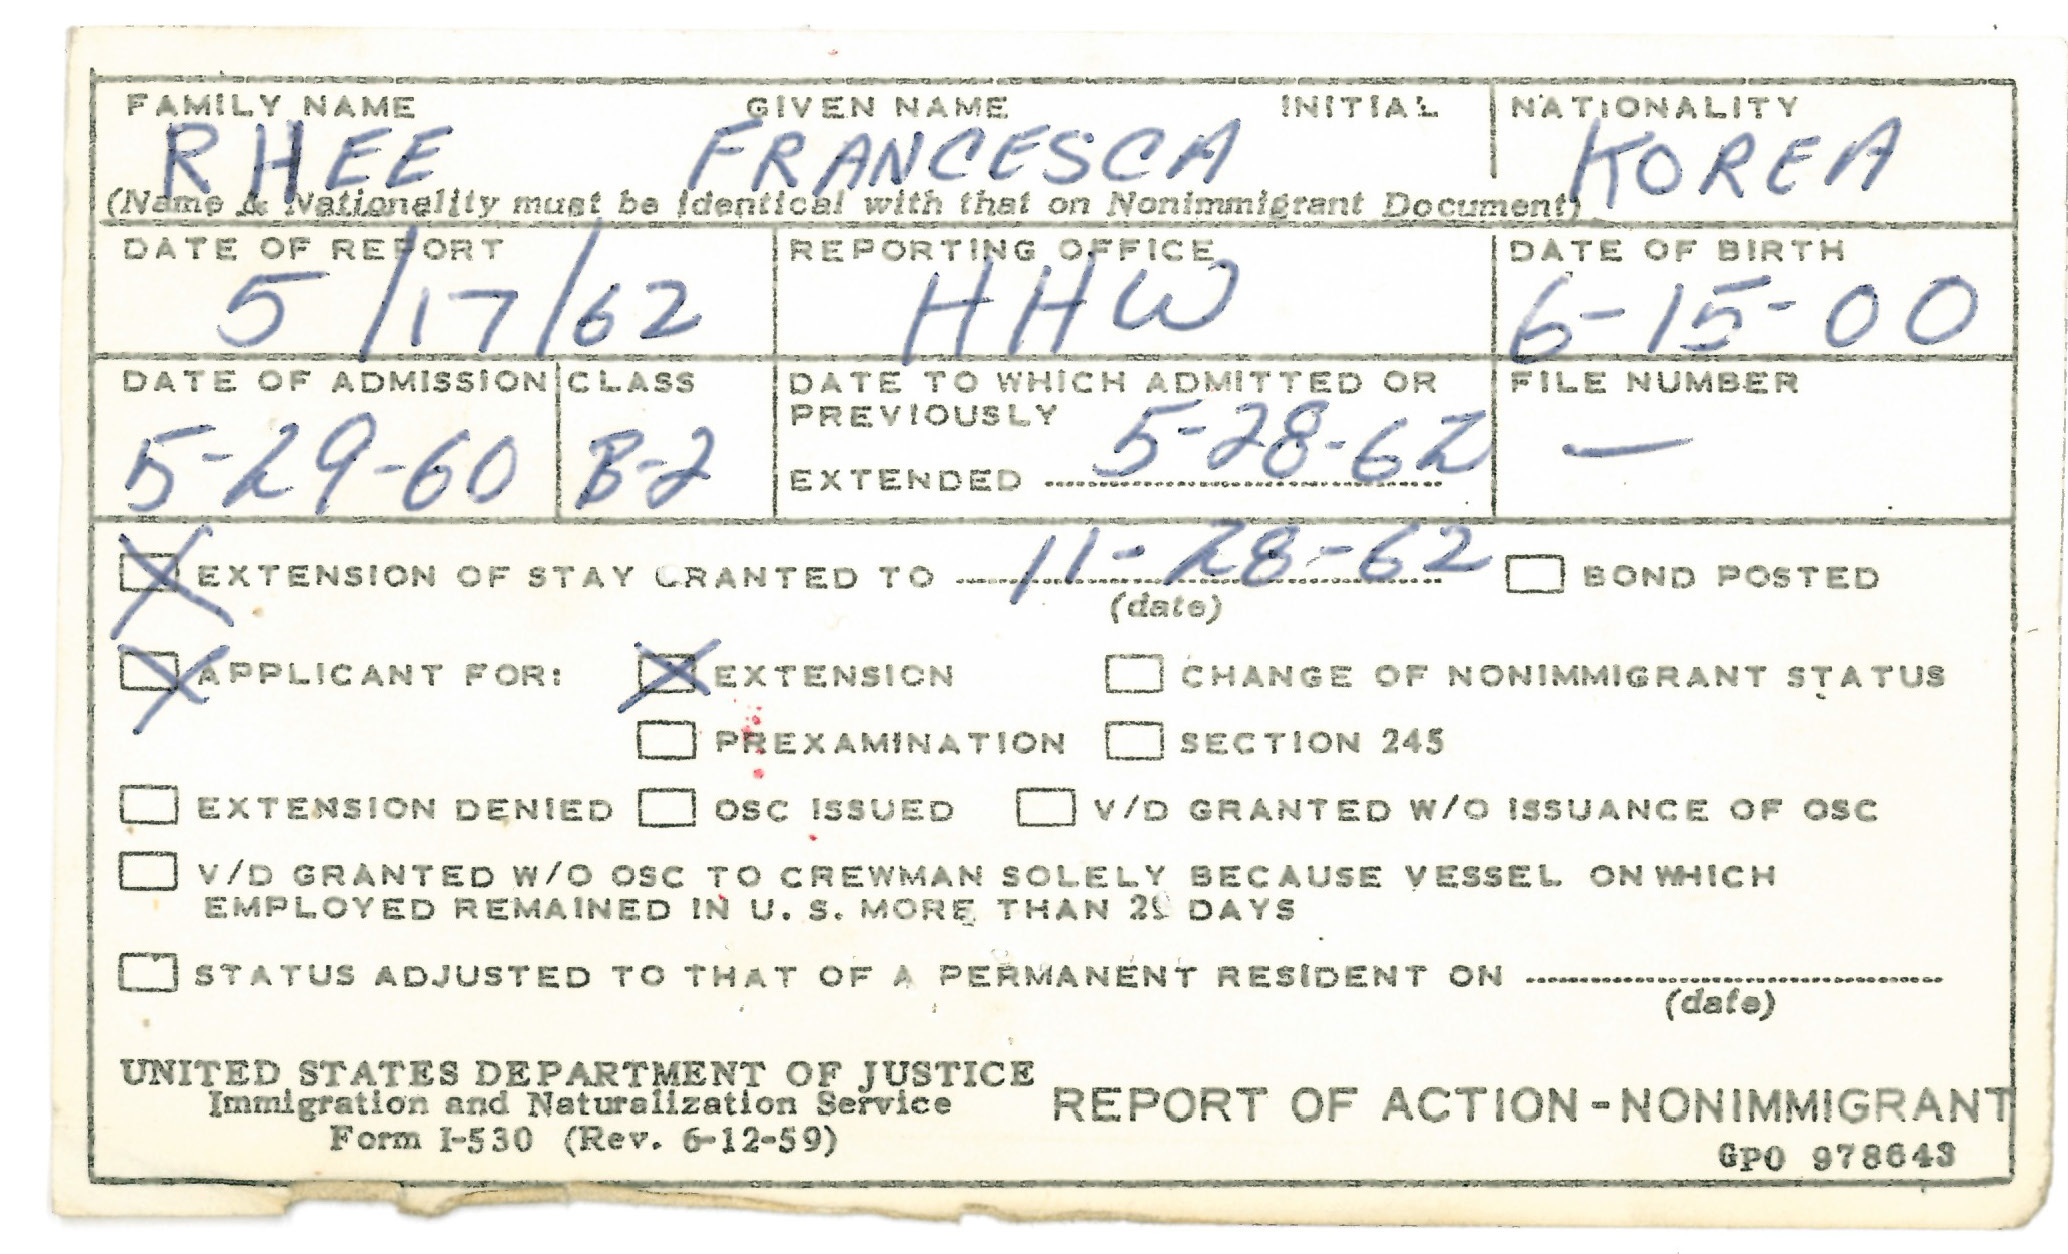 FAMILY NAME GIVEN NAME INITIAL NATIONALITY
RHEE FRANCESCA KOREA
(Name & Nationality must be identical with that on Nonimmigrant Document)
DATE OF REPORT REPORTING OFFICE DATE OF BIRTH
5/17/62 HHW 6-15-00
DATE OF ADMISSION CLASS DATE TO WHICH ADMITTED OR FILE NUMBER
PREVIOUSLY
5-29-60 B-2 EXTENDED 5-28-62 —
EXTENSION OF STAY GRANTED TO 11-28-62 BOND POSTED
(date)
APPLICANT FOR: EXTENSION CHANGE OF NONIMMIGRANT STATUS
PREXAMINATION SECTION 245
EXTENSION DENIED OSC ISSUED V/D GRANTED W/O ISSUANCE OF OSC
V/D GRANTED W/O OSC TO CREWMAN SOLELY BECAUSE VESSEL ON WHICH
EMPLOYED REMAINED IN U. S. MORE THAN 29 DAYS
STATUS ADJUSTED TO THAT OF A PERMANENT RESIDENT ON
(date)
UNITED STATES DEPARTMENT OF JUSTICE
Immigration and Naturalization Service
Form I-530 (Rev. 6-12-59)
REPORT OF ACTION - NONIMMIGRANT
GPO 978643